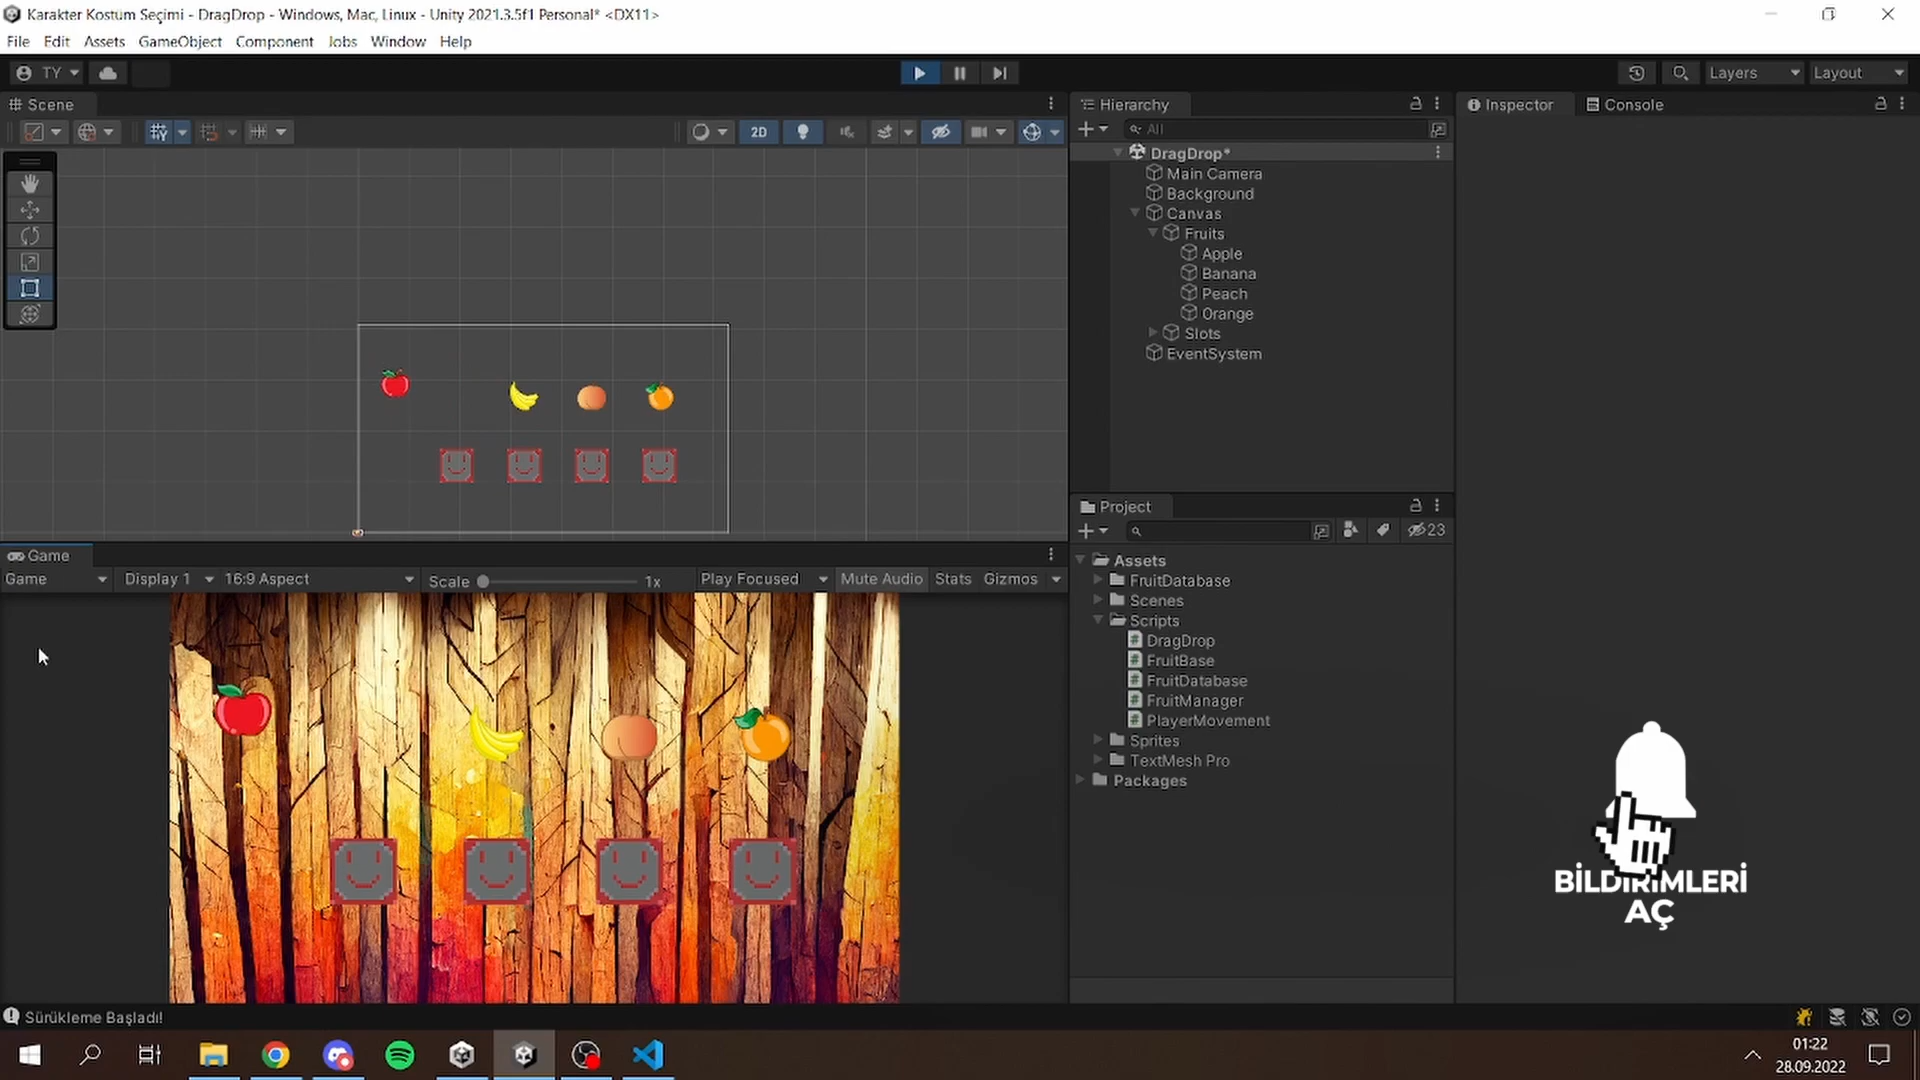 Karakter Kostüm Seçimi - DragDrop - Windows, Mac, Linux - Unity 2021.3.5f1 Personal* <DX11>
File Edit Assets GameObject Component Jobs Window Help
TY
Layers
Layout
Scene
2D
Hierarchy
All
DragDrop*
Main Camera
Background
Canvas
Fruits
Apple
Banana
Peach
Orange
Slots
EventSystem
Inspector
Console
Game
Game
Display 1
16:9 Aspect
Scale
1x
Play Focused
Mute Audio
Stats
Gizmos
Project
23
Assets
FruitDatabase
Scenes
Scripts
DragDrop
FruitBase
FruitDatabase
FruitManager
PlayerMovement
Sprites
TextMesh Pro
Packages
BİLDİRİMLERİ
AÇ
Sürükleme Başladı!
01:22
28.09.2022